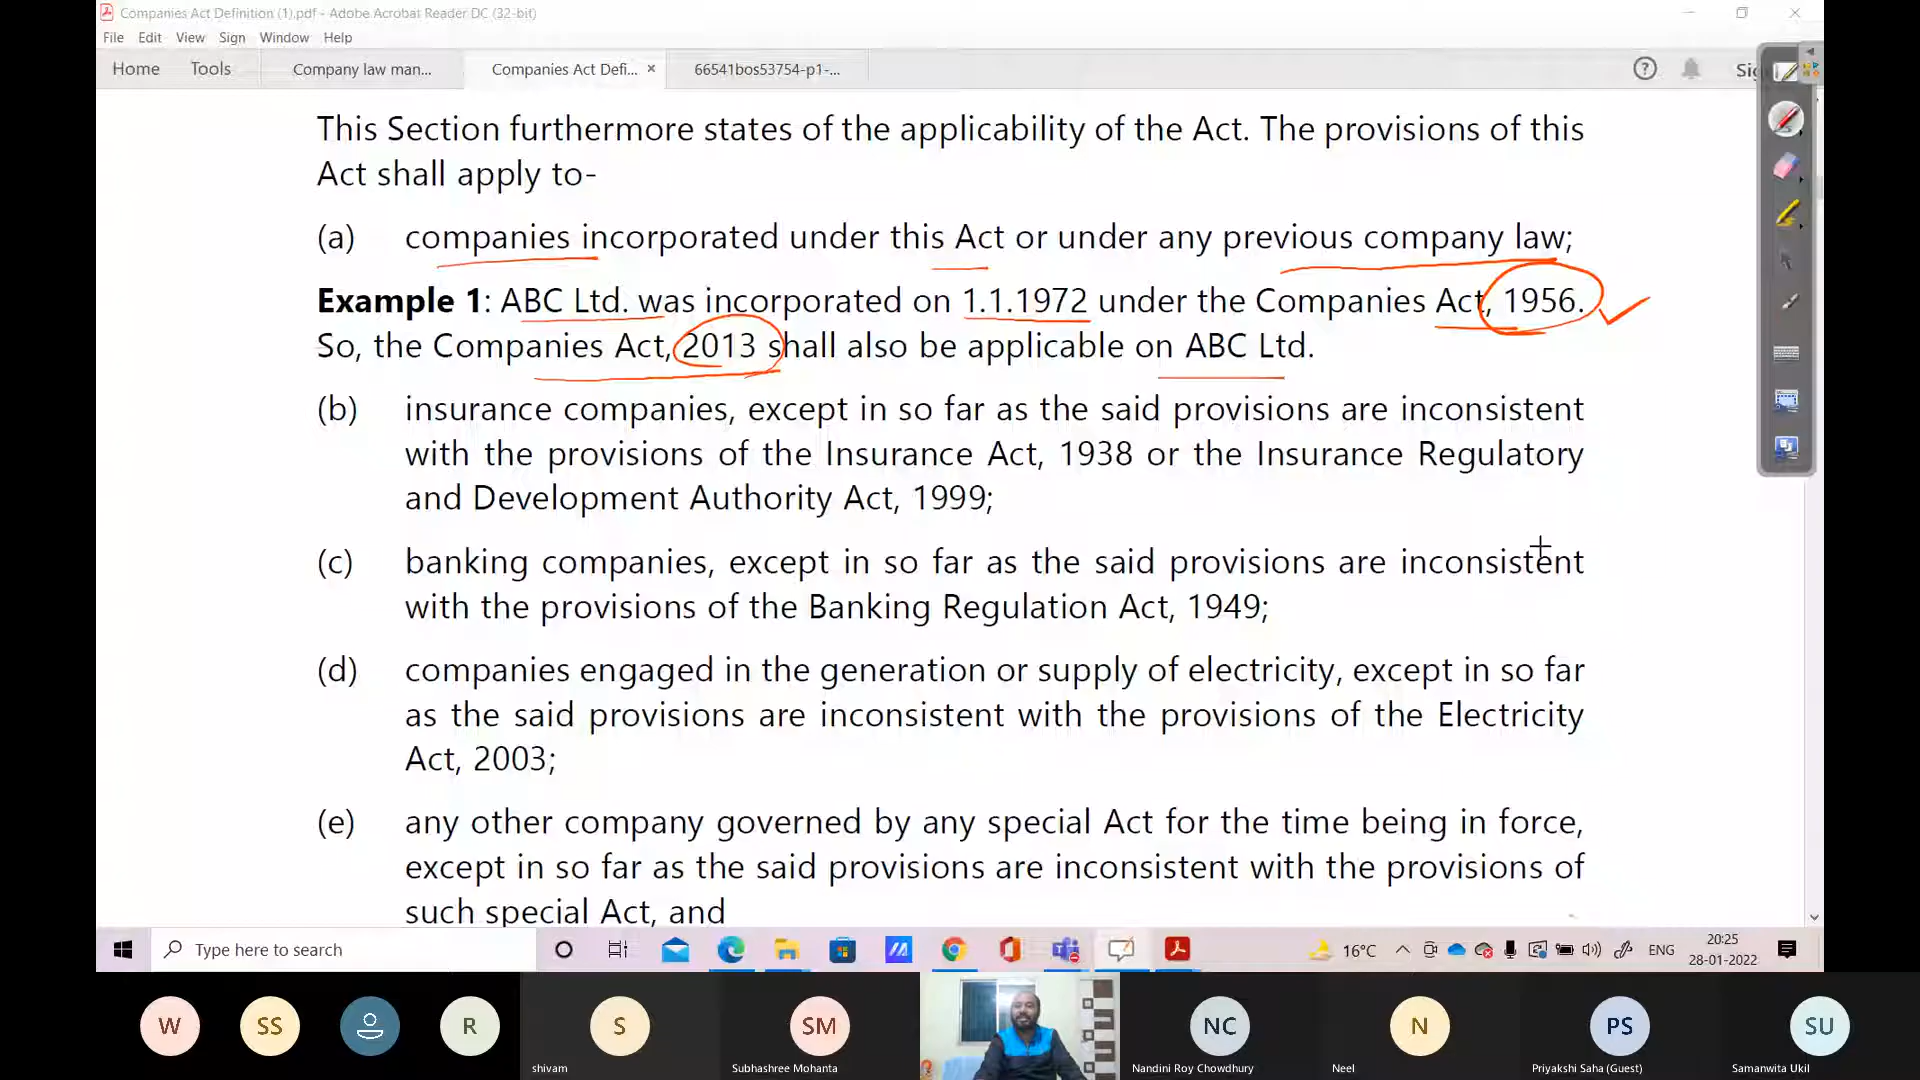 Companies Act Definition (1).pdf - Adobe Acrobat Reader DC (32-bit)
File Edit View Sign Window Help
Home Tools Company law man... Companies Act Defi... × 66541bos53754-p1-...
This Section furthermore states of the applicability of the Act. The provisions of this
Act shall apply to-
(a) companies incorporated under this Act or under any previous company law;
Example 1: ABC Ltd. was incorporated on 1.1.1972 under the Companies Act, 1956.
So, the Companies Act, 2013 shall also be applicable on ABC Ltd.
(b) insurance companies, except in so far as the said provisions are inconsistent
with the provisions of the Insurance Act, 1938 or the Insurance Regulatory
and Development Authority Act, 1999;
(c) banking companies, except in so far as the said provisions are inconsistent
with the provisions of the Banking Regulation Act, 1949;
(d) companies engaged in the generation or supply of electricity, except in so far
as the said provisions are inconsistent with the provisions of the Electricity
Act, 2003;
(e) any other company governed by any special Act for the time being in force,
except in so far as the said provisions are inconsistent with the provisions of
such special Act, and
Type here to search
16°C ENG
20:25
28-01-2022
W SS R S SM NC N PS SU
shivam Subhashree Mohanta Nandini Roy Chowdhury Neel Priyakshi Saha (Guest) Samanwita Ukil